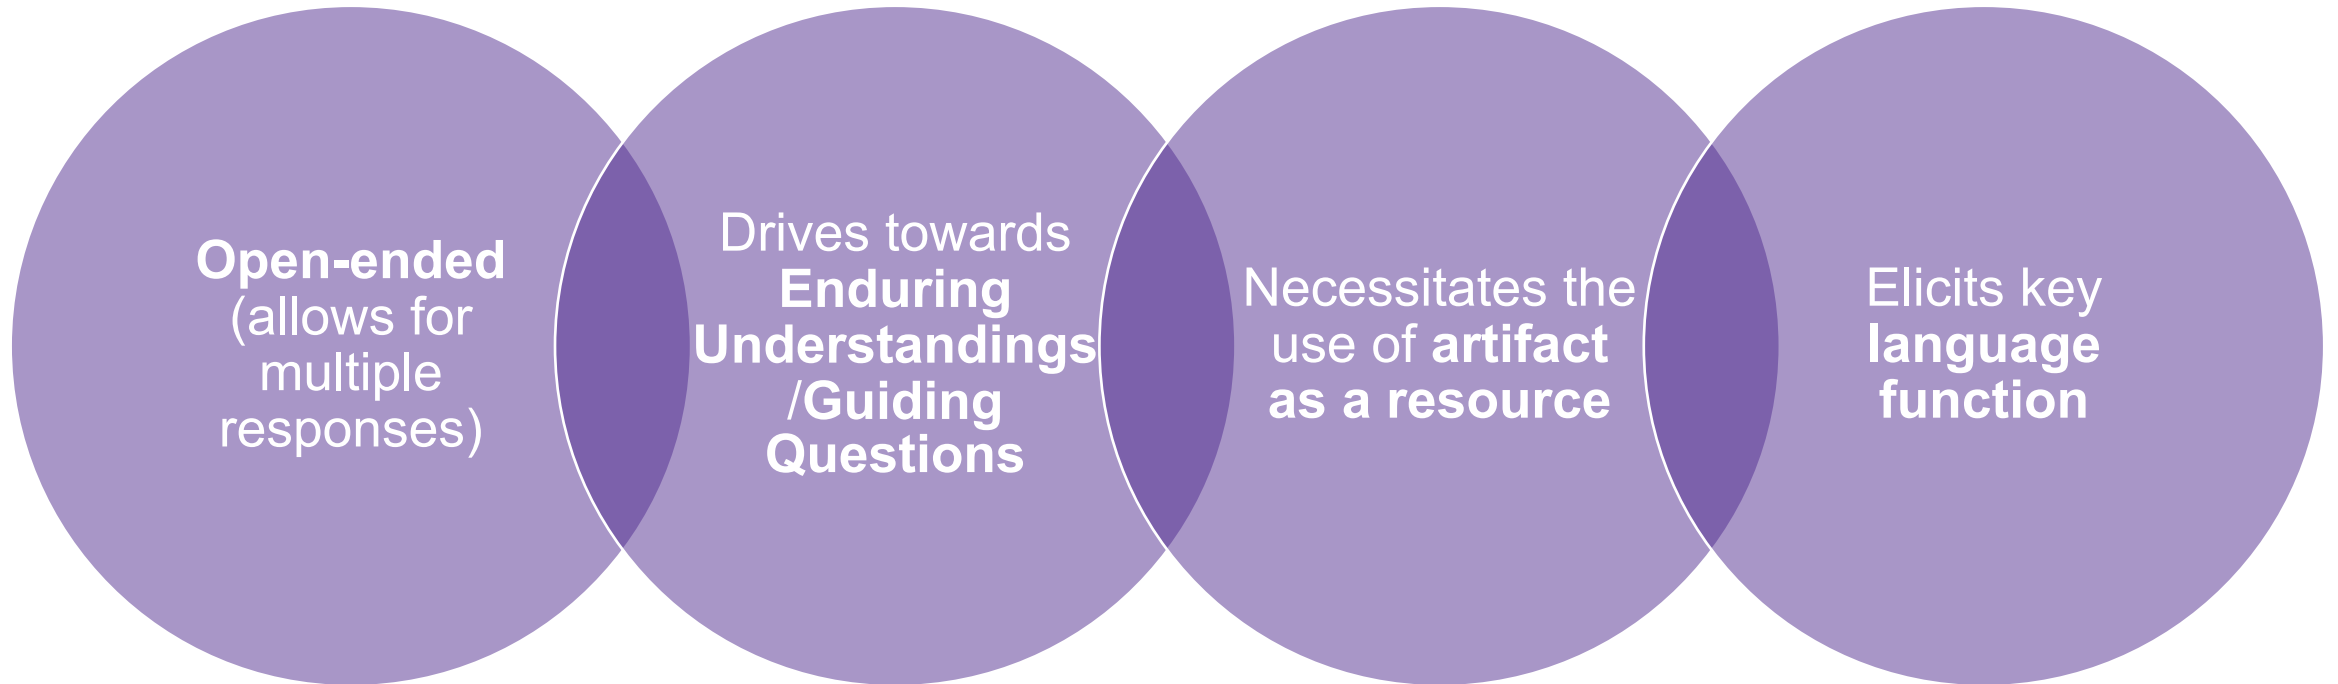 Open-ended
(allows for
multiple
responses)
Drives towards
Enduring
Understandings
/Guiding
Questions
Necessitates the
use of artifact
as a resource
Elicits key
language
function